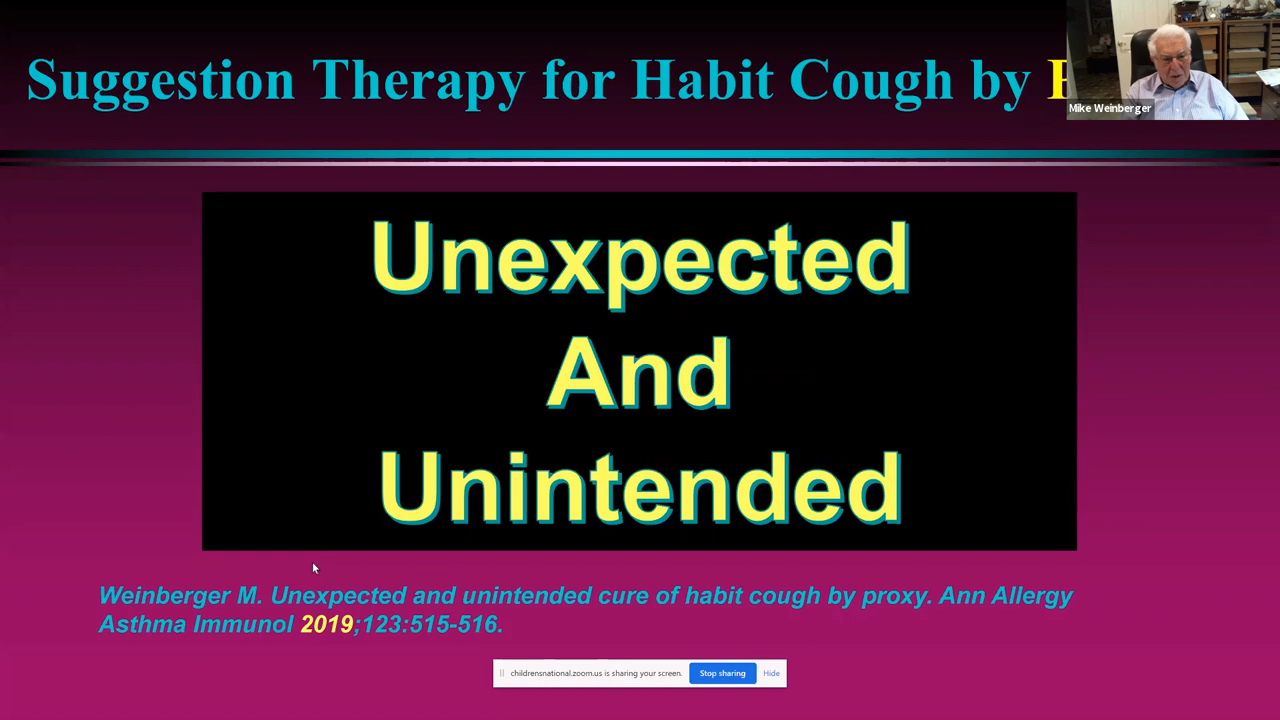 Suggestion Therapy for Habit Cough by
Mike Weinberger
Unexpected
And
Unintended
Weinberger M. Unexpected and unintended cure of habit cough by proxy. Ann Allergy
Asthma Immunol 2019;123:515-516.
childrensnational.zoom.us is sharing your screen. Stop sharing Hide